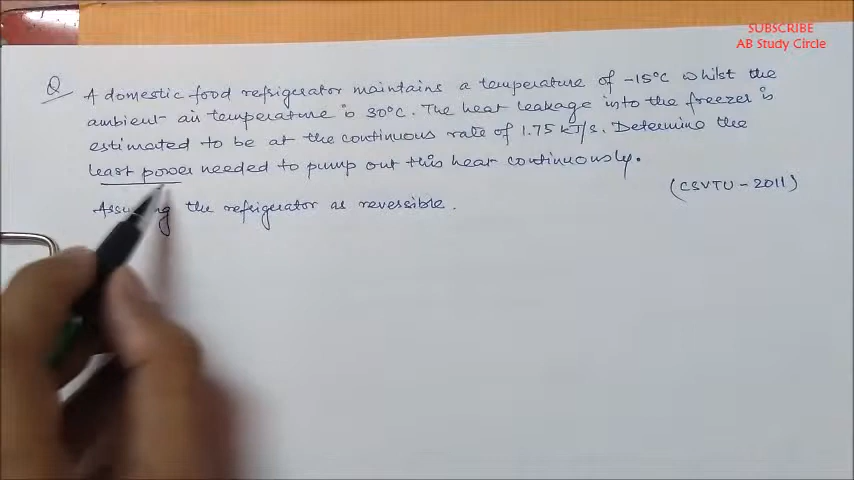 SUBSCRIBE
AB Study Circle
Q A domestic food refrigerator maintains a temperature of -15°C whilst the
ambient air temperature is 30°C. The heat leakage into the freezer is
estimated to be at the continuous rate of 1.75 kJ/s. Determine the
least power needed to pump out this heat continuously.
(CSVTU - 2011)
Assuming the refrigerator as reversible.